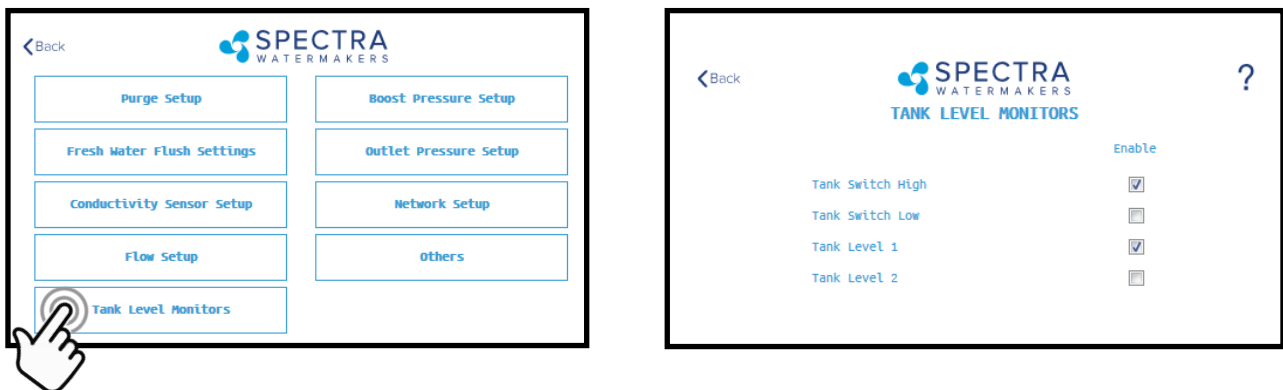 Back
SPECTRA
WATERMAKERS
Purge Setup
Boost Pressure Setup
Fresh Water Flush Settings
Outlet Pressure Setup
Conductivity Sensor Setup
Network Setup
Flow Setup
Others
Tank Level Monitors
Back
SPECTRA
WATERMAKERS
?
TANK LEVEL MONITORS
Enable
Tank Switch High
Tank Switch Low
Tank Level 1
Tank Level 2